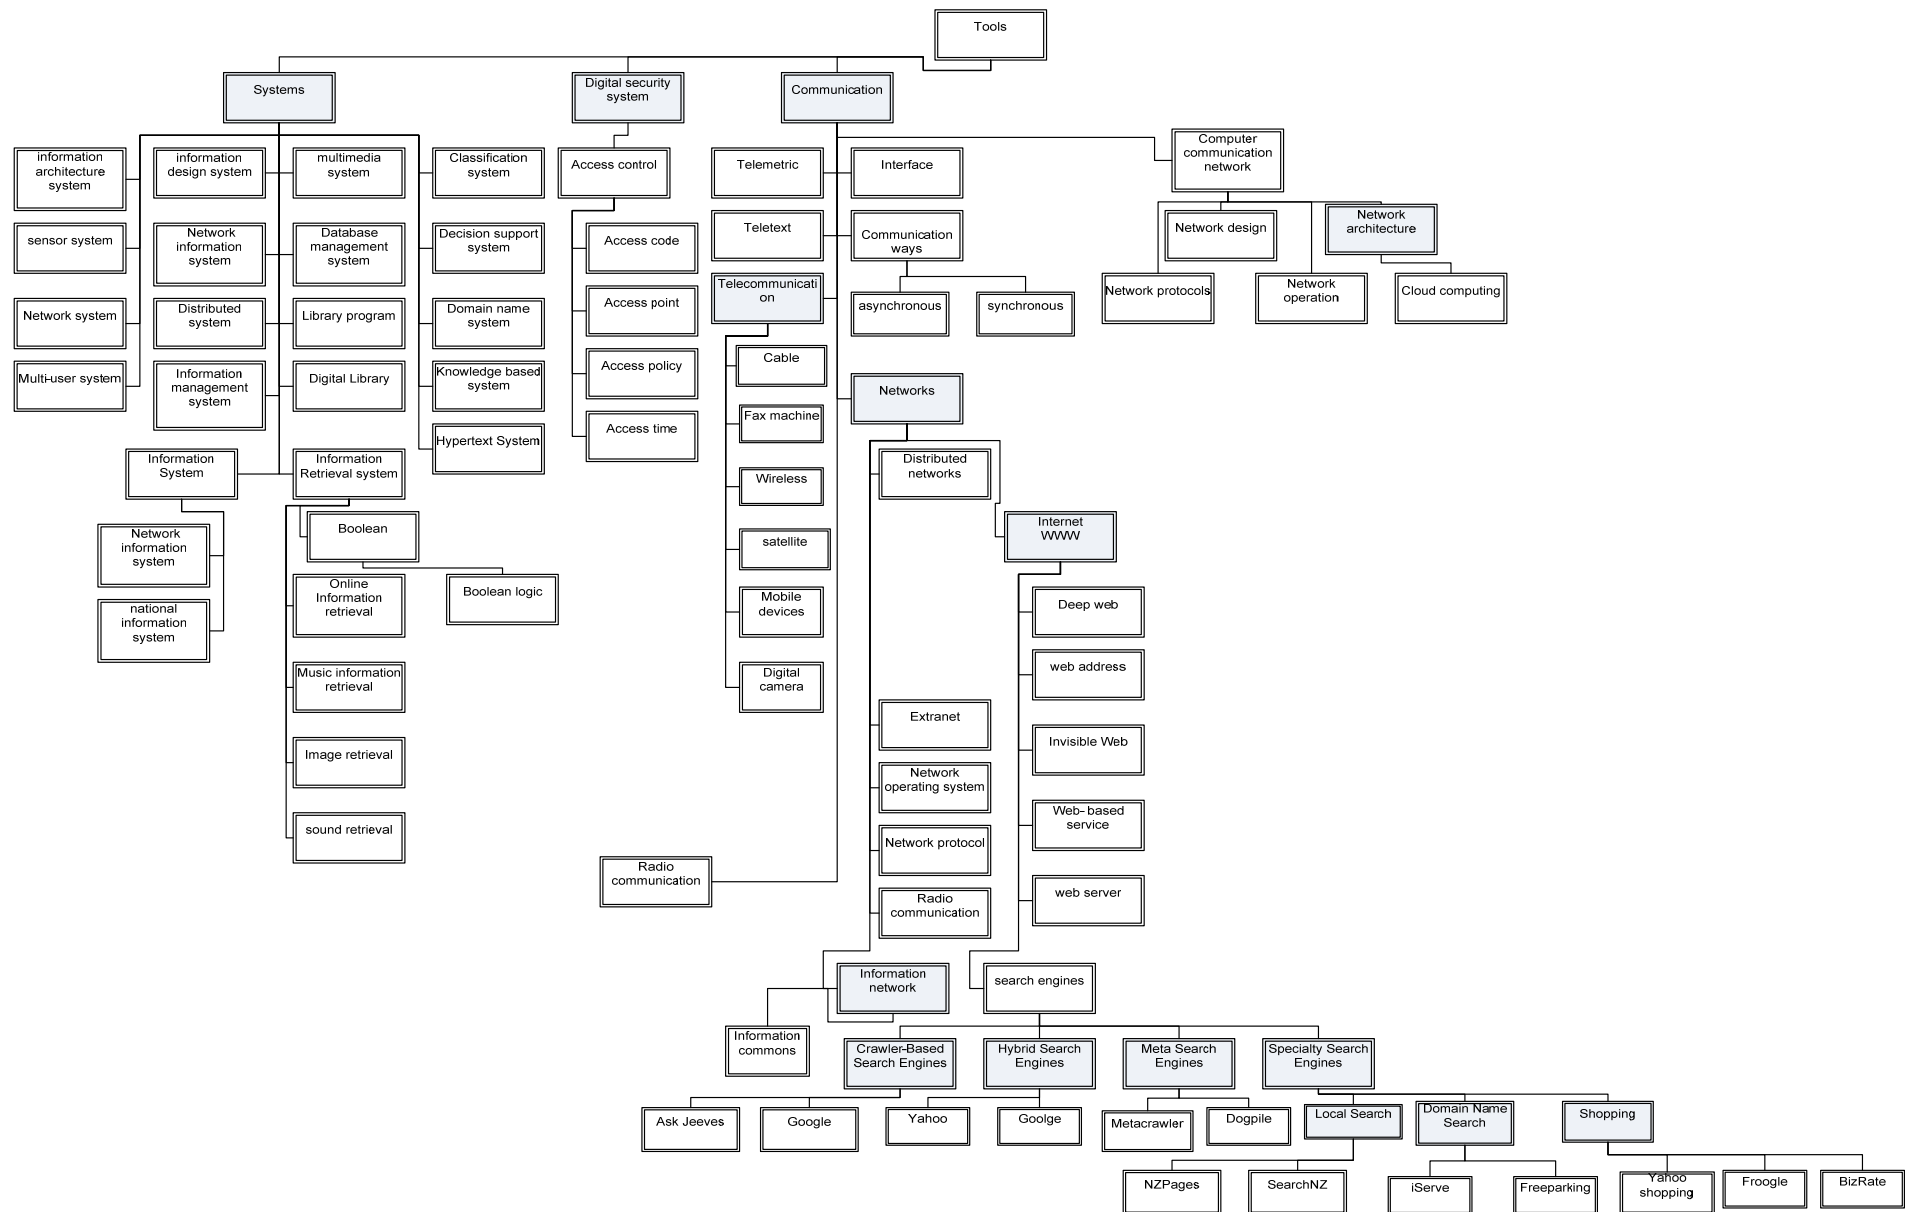 Tools
Systems
Digital security
system
Communication
information
architecture
system
information
design system
multimedia
system
Classification
system
Access control
Telemetric
Interface
Computer
communication
network
sensor system
Network
information
system
Database
management
system
Decision support
system
Access code
Teletext
Communication
ways
Network design
Network
architecture
Network system
Distributed
system
Library program
Domain name
system
Access point
Telecommunicati
on
asynchronous
synchronous
Network protocols
Network
operation
Cloud computing
Multi-user system
Information
management
system
Digital Library
Knowledge based
system
Access policy
Cable
Networks
Hypertext System
Access time
Fax machine
Information
System
Information
Retrieval system
Wireless
Distributed
networks
Network
information
system
Boolean
satellite
Internet
WWW
national
information
system
Online
Information
retrieval
Boolean logic
Mobile
devices
Deep web
Music information
retrieval
Digital
camera
web address
Image retrieval
Extranet
Invisible Web
Network
operating system
sound retrieval
Network protocol
Web-based
service
Radio
communication
Radio
communication
web server
Information
network
search engines
Information
commons
Crawler-Based
Search Engines
Hybrid Search
Engines
Meta Search
Engines
Specialty Search
Engines
Ask Jeeves
Google
Yahoo
Goolge
Metacrawler
Dogpile
Local Search
Domain Name
Search
Shopping
NZPages
SearchNZ
iServe
Freeparking
Yahoo
shopping
Froogle
BizRate